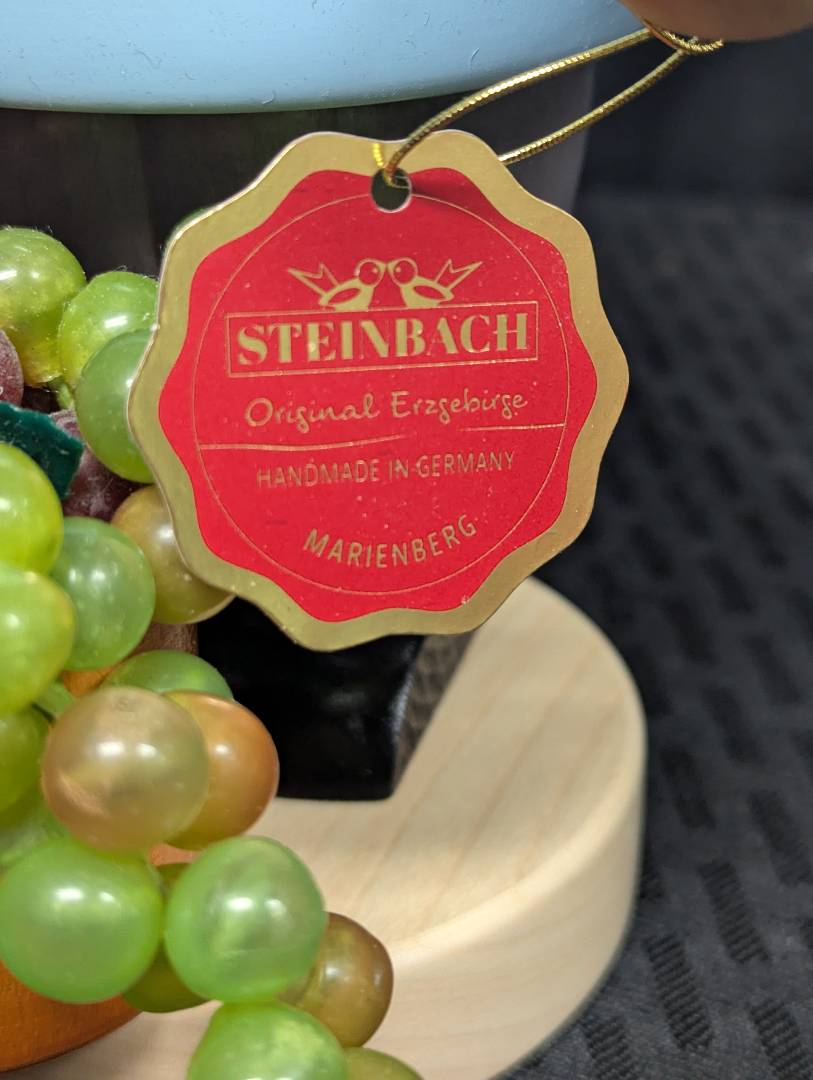 STEINBACH
Original Erzgebirge
HANDMADE IN GERMANY
MARIENBERG